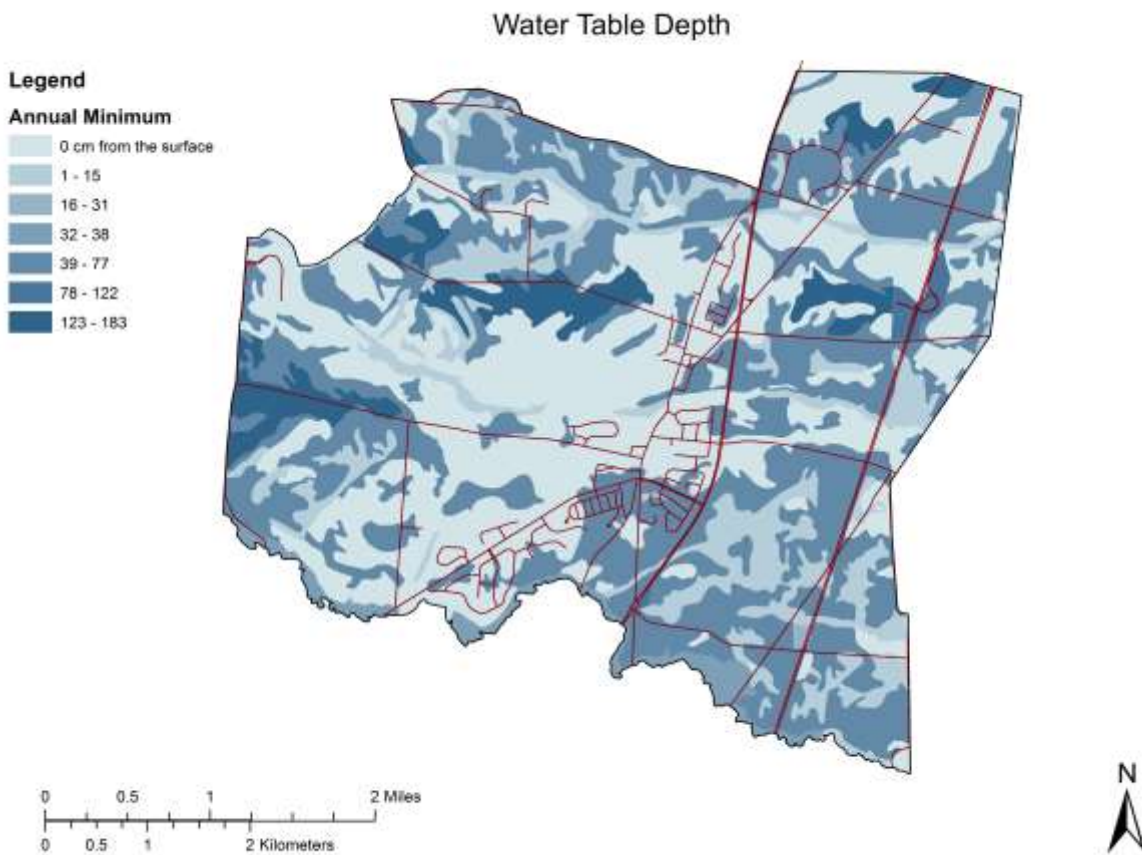 Water Table Depth
Legend
Annual Minimum
0 cm from the surface
1 - 15
16 - 31
32 - 38
39 - 77
78 - 122
123 - 183
0 0.5 1 2 Miles
0 0.5 1 2 Kilometers
N